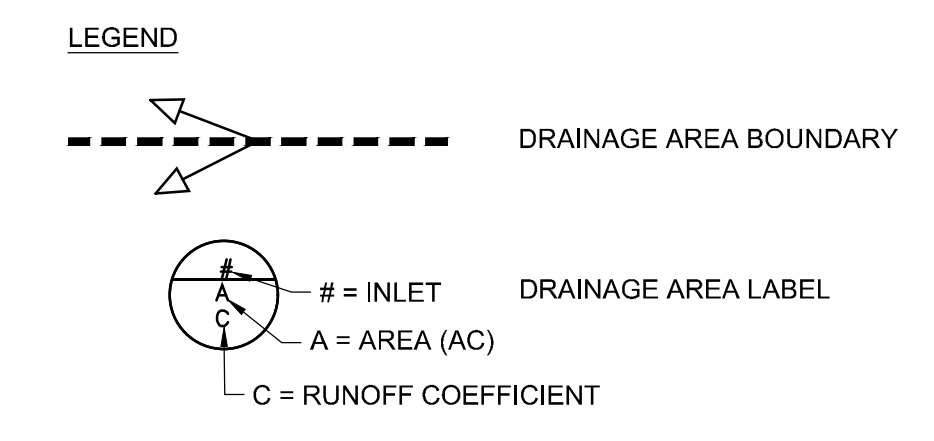 LEGEND
DRAINAGE AREA BOUNDARY
#
A
C
# = INLET
DRAINAGE AREA LABEL
A = AREA (AC)
C = RUNOFF COEFFICIENT